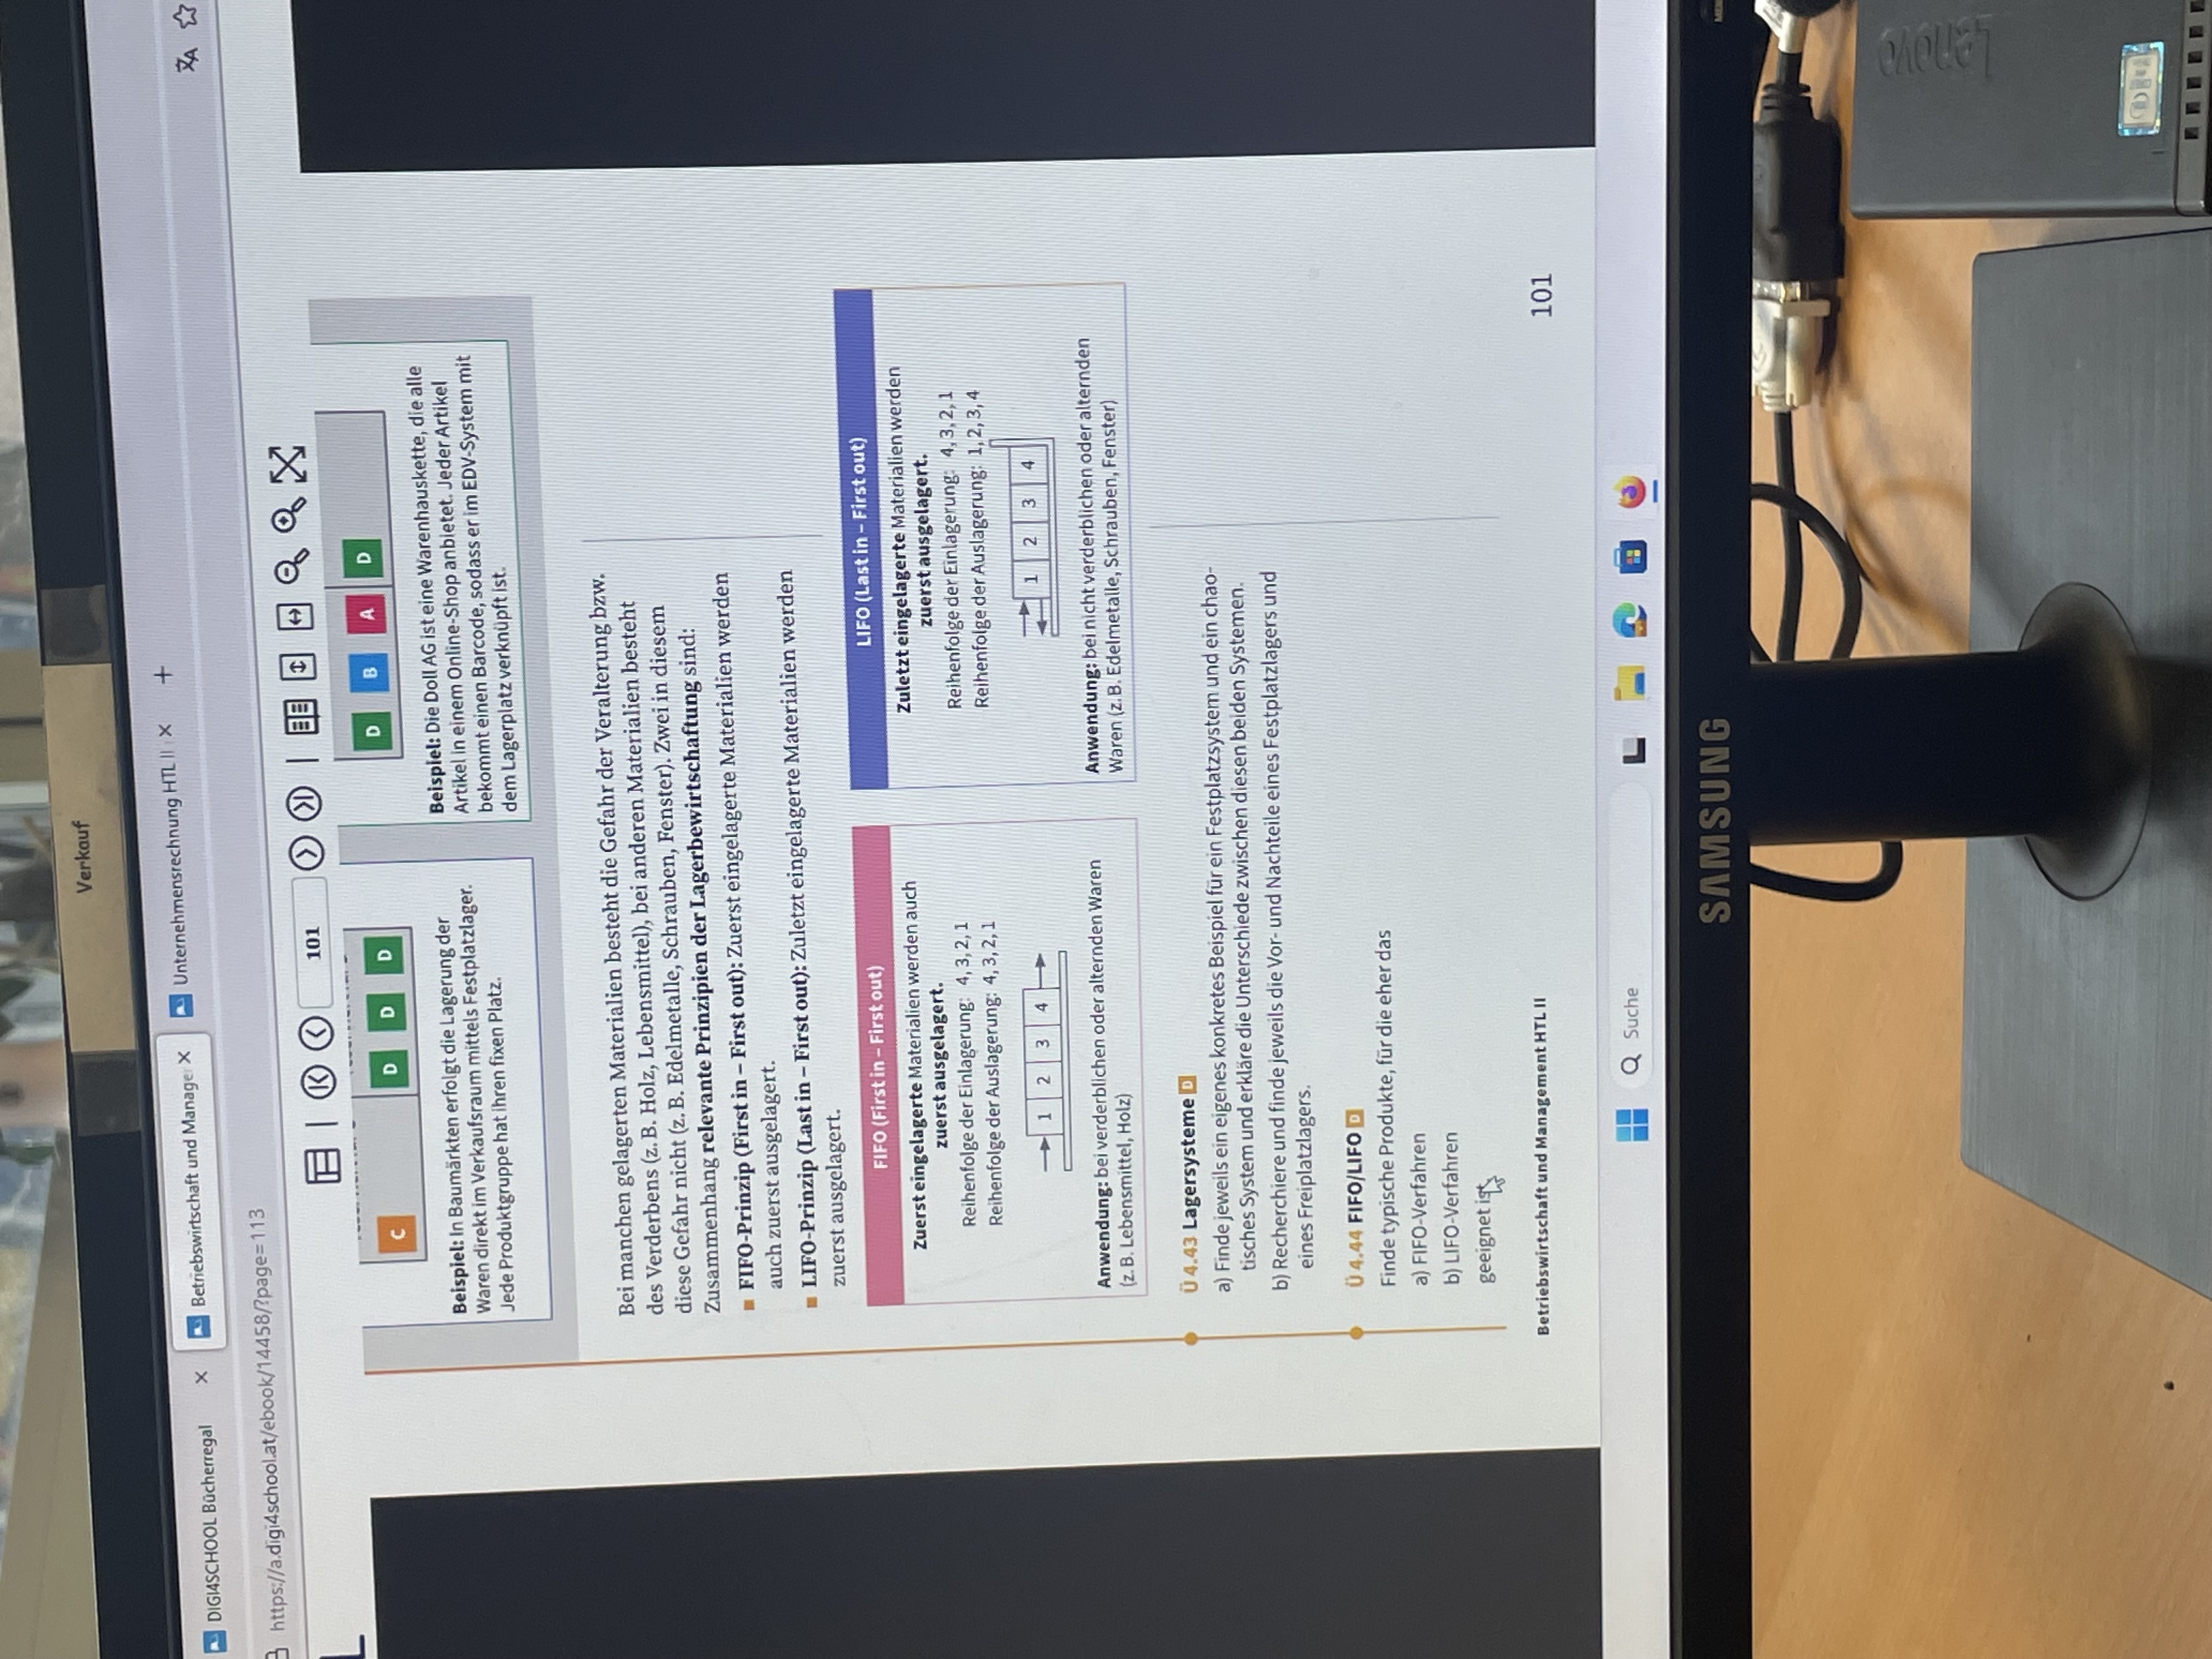 Verkauf
DIGI4SCHOOL Bücherregal
Betriebswirtschaft und Manage
Unternehmensrechnung HTL II
https://a.digi4school.at/ebook/14458/?page=113
101
C D D D
D B A D
Beispiel: In Baumärkten erfolgt die Lagerung der
Waren direkt im Verkaufsraum mittels Festplatzlager.
Jede Produktgruppe hat ihren fixen Platz.
Beispiel: Die Doll AG ist eine Warenhauskette, die alle
Artikel in einem Online-Shop anbietet. Jeder Artikel
bekommt einen Barcode, sodass er im EDV-System mit
dem Lagerplatz verknüpft ist.
Bei manchen gelagerten Materialien besteht die Gefahr der Veralterung bzw.
des Verderbens (z. B. Holz, Lebensmittel), bei anderen Materialien besteht
diese Gefahr nicht (z. B. Edelmetalle, Schrauben, Fenster). Zwei in diesem
Zusammenhang relevante Prinzipien der Lagerbewirtschaftung sind:
FIFO-Prinzip (First in – First out): Zuerst eingelagerte Materialien werden
auch zuerst ausgelagert.
LIFO-Prinzip (Last in – First out): Zuletzt eingelagerte Materialien werden
zuerst ausgelagert.
FIFO (First in – First out)
Zuerst eingelagerte Materialien werden auch
zuerst ausgelagert.
Reihenfolge der Einlagerung: 4, 3, 2, 1
Reihenfolge der Auslagerung: 4, 3, 2, 1
1 2 3 4
Anwendung: bei verderblichen oder alternden Waren
(z. B. Lebensmittel, Holz)
LIFO (Last in – First out)
Zuletzt eingelagerte Materialien werden
zuerst ausgelagert.
Reihenfolge der Einlagerung: 4, 3, 2, 1
Reihenfolge der Auslagerung: 1, 2, 3, 4
1 2 3 4
Anwendung: bei nicht verderblichen oder alternden
Waren (z. B. Edelmetalle, Schrauben, Fenster)
Ü 4.43 Lagersysteme D
a) Finde jeweils ein eigenes konkretes Beispiel für ein Festplatzsystem und ein chao-
tisches System und erkläre die Unterschiede zwischen diesen beiden Systemen.
b) Recherchiere und finde jeweils die Vor- und Nachteile eines Festplatzlagers und
eines Freiplatzlagers.
Ü 4.44 FIFO/LIFO D
Finde typische Produkte, für die eher das
a) FIFO-Verfahren
b) LIFO-Verfahren
geeignet ist.
Betriebswirtschaft und Management HTL II
101
Suche
SAMSUNG
Lenovo